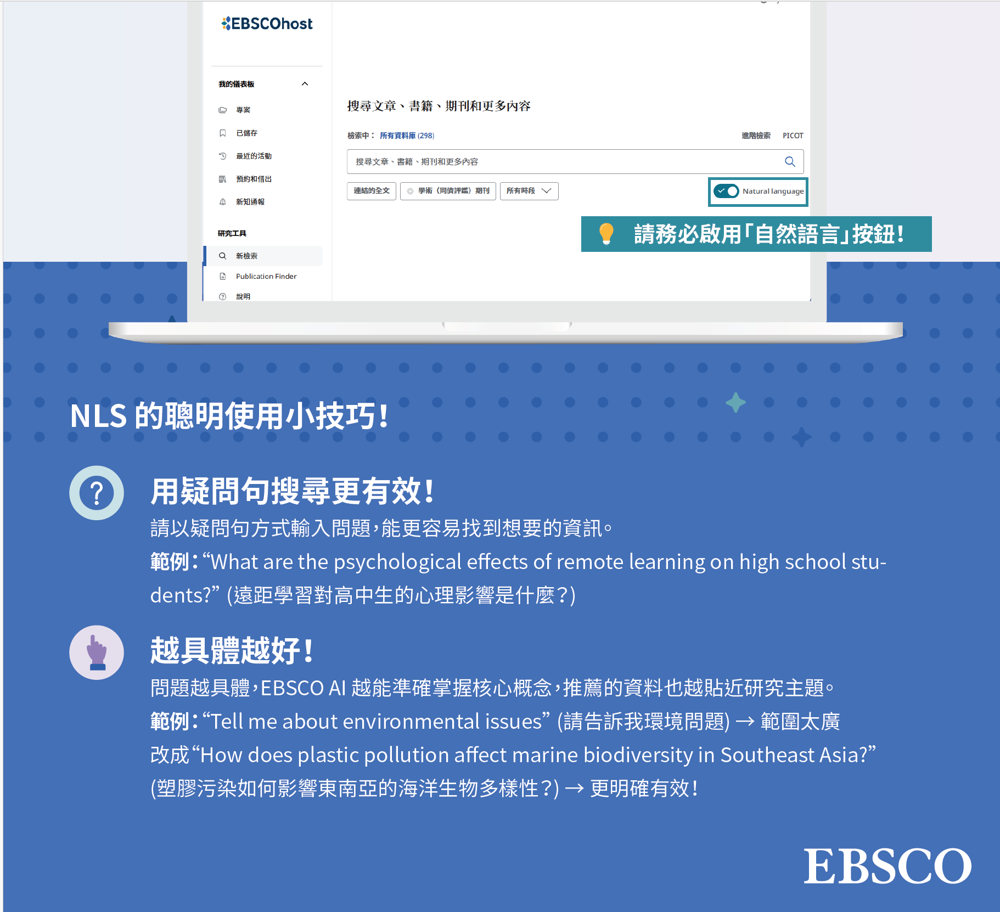 EBSCOhost
我的儀表板
專案
已儲存
最近的活動
預約和借出
新知通報
研究工具
新檢索
Publication Finder
說明
搜尋文章、書籍、期刊和更多內容
檢索中： 所有資料庫 (298)
進階檢索 PICOT
搜尋文章、書籍、期刊和更多內容
連結的全文 學術（同儕評鑑）期刊 所有時段
Natural language
請務必啟用「自然語言」按鈕！
NLS 的聰明使用小技巧！
用疑問句搜尋更有效！
請以疑問句方式輸入問題，能更容易找到想要的資訊。
範例：“What are the psychological effects of remote learning on high school stu-
dents?” (遠距學習對高中生的心理影響是什麼？)
越具體越好！
問題越具體，EBSCO AI 越能準確掌握核心概念，推薦的資料也越貼近研究主題。
範例：“Tell me about environmental issues” (請告訴我環境問題) → 範圍太廣
改成“How does plastic pollution affect marine biodiversity in Southeast Asia?”
(塑膠污染如何影響東南亞的海洋生物多樣性？) → 更明確有效！
EBSCO